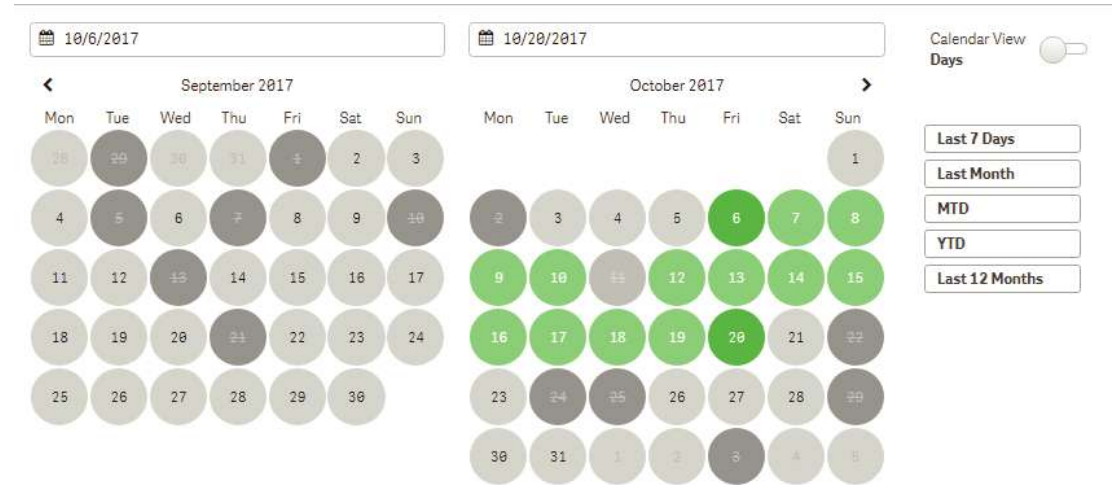 10/6/2017
10/20/2017
Calendar View
Days
September 2017
October 2017
Mon Tue Wed Thu Fri Sat Sun
28 29 30 31 1 2 3
4 5 6 7 8 9 10
11 12 13 14 15 16 17
18 19 20 21 22 23 24
25 26 27 28 29 30
Mon Tue Wed Thu Fri Sat Sun
1
2 3 4 5 6 7 8
9 10 11 12 13 14 15
16 17 18 19 20 21 22
23 24 25 26 27 28 29
30 31 1 2 3 4 5
Last 7 Days
Last Month
MTD
YTD
Last 12 Months